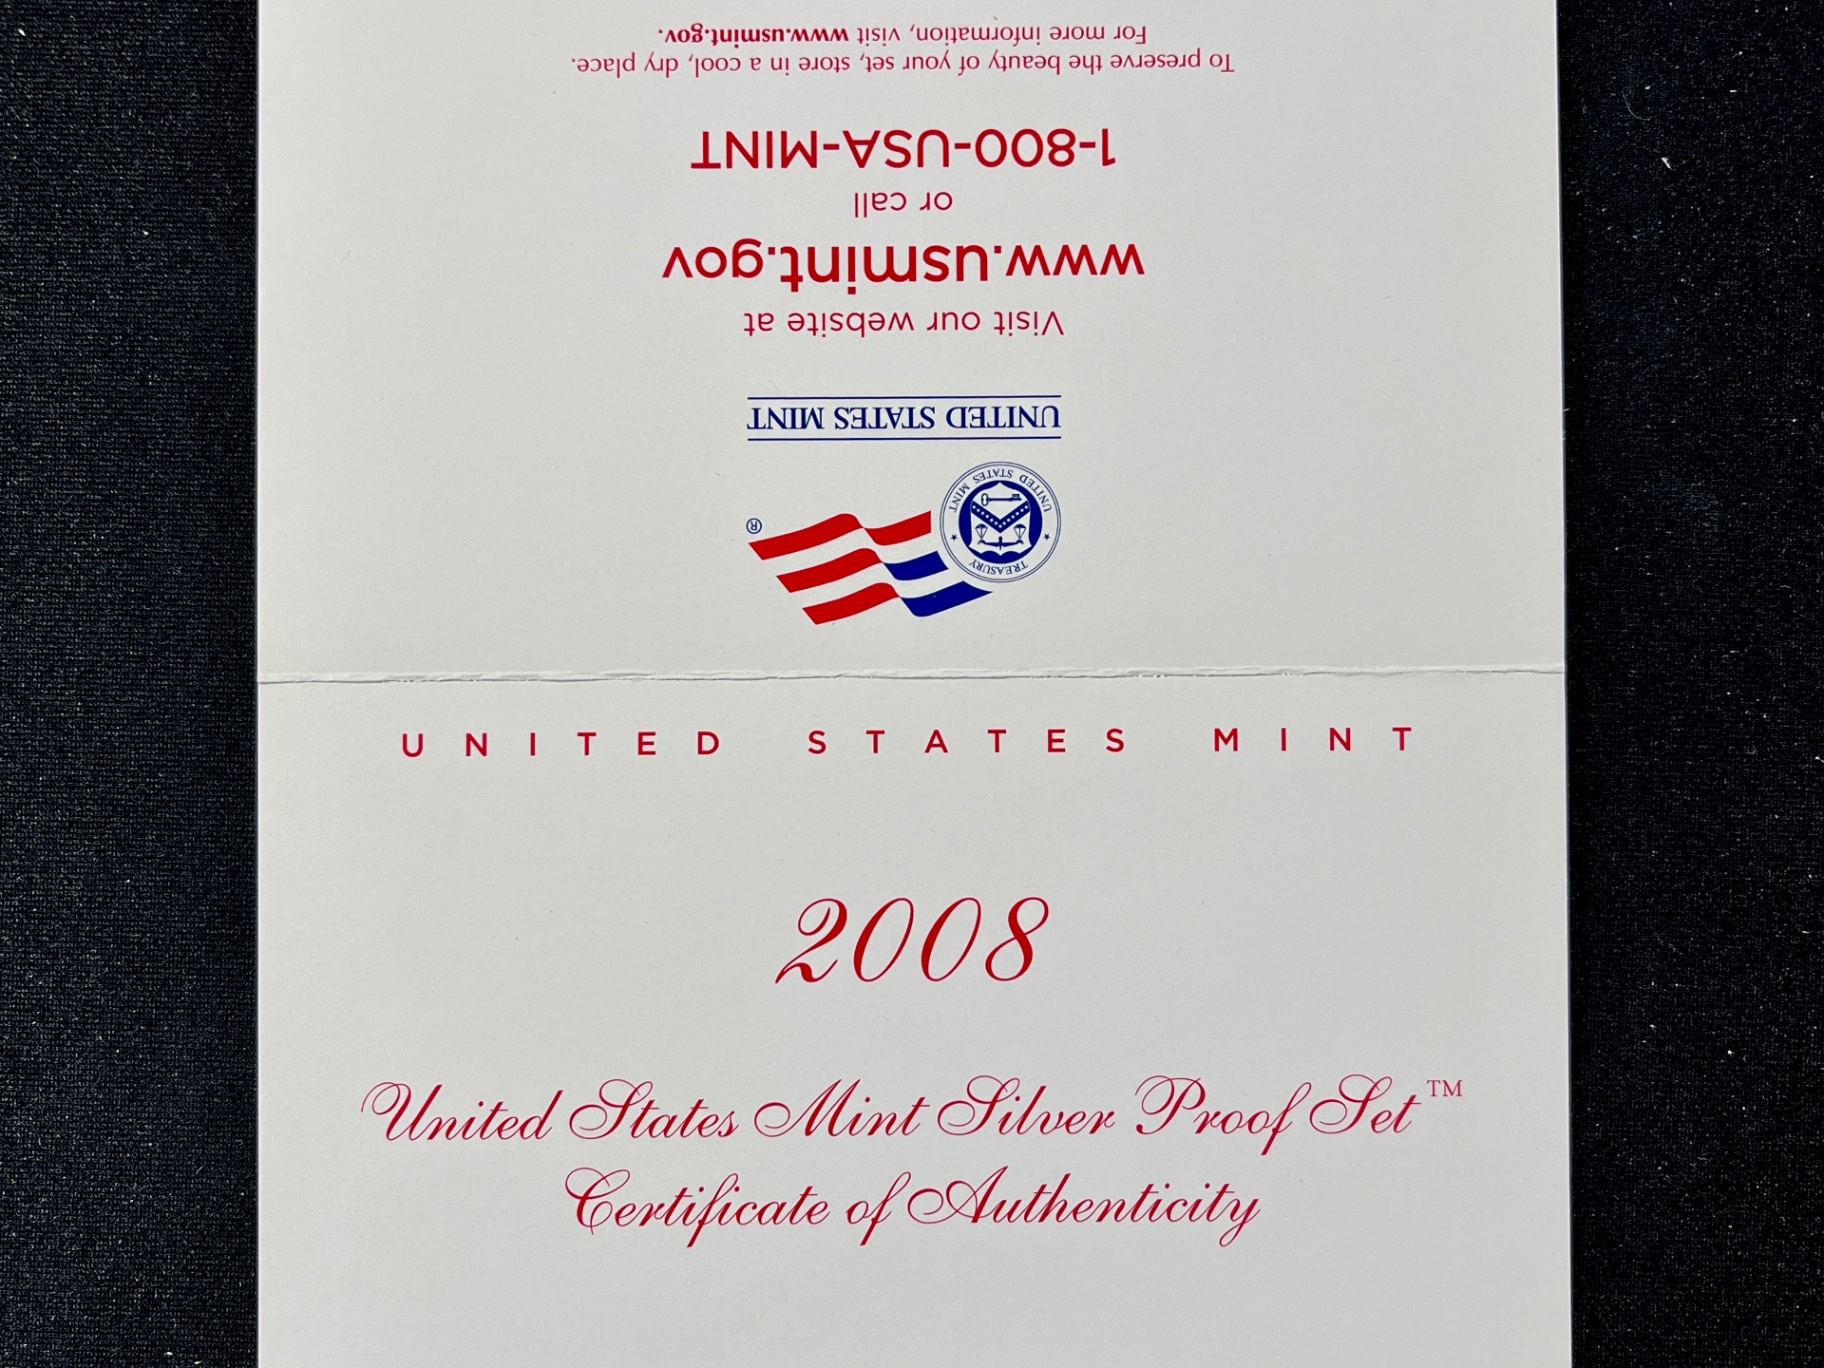 UNITED STATES MINT
2008
United States Mint Silver Proof Set™
Certificate of Authenticity
TREASURY
UNITED STATES MINT
®
UNITED STATES MINT
Visit our website at
www.usmint.gov
or call
1-800-USA-MINT
To preserve the beauty of your set, store in a cool, dry place.
For more information, visit www.usmint.gov.